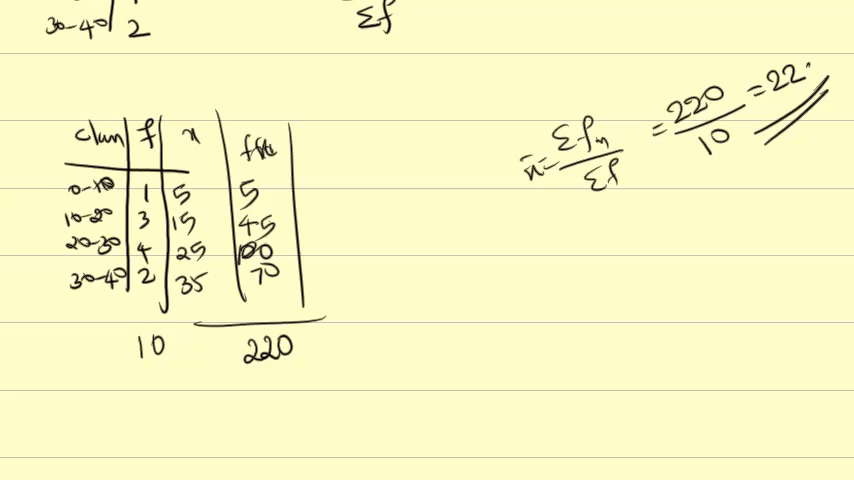 30-40 2
Σf
class f x fx
0-10 1 5 5
10-20 3 15 45
20-30 4 25 100
30-40 2 35 70
10 220
x̄ = Σfx / Σf = 220 / 10 = 22.